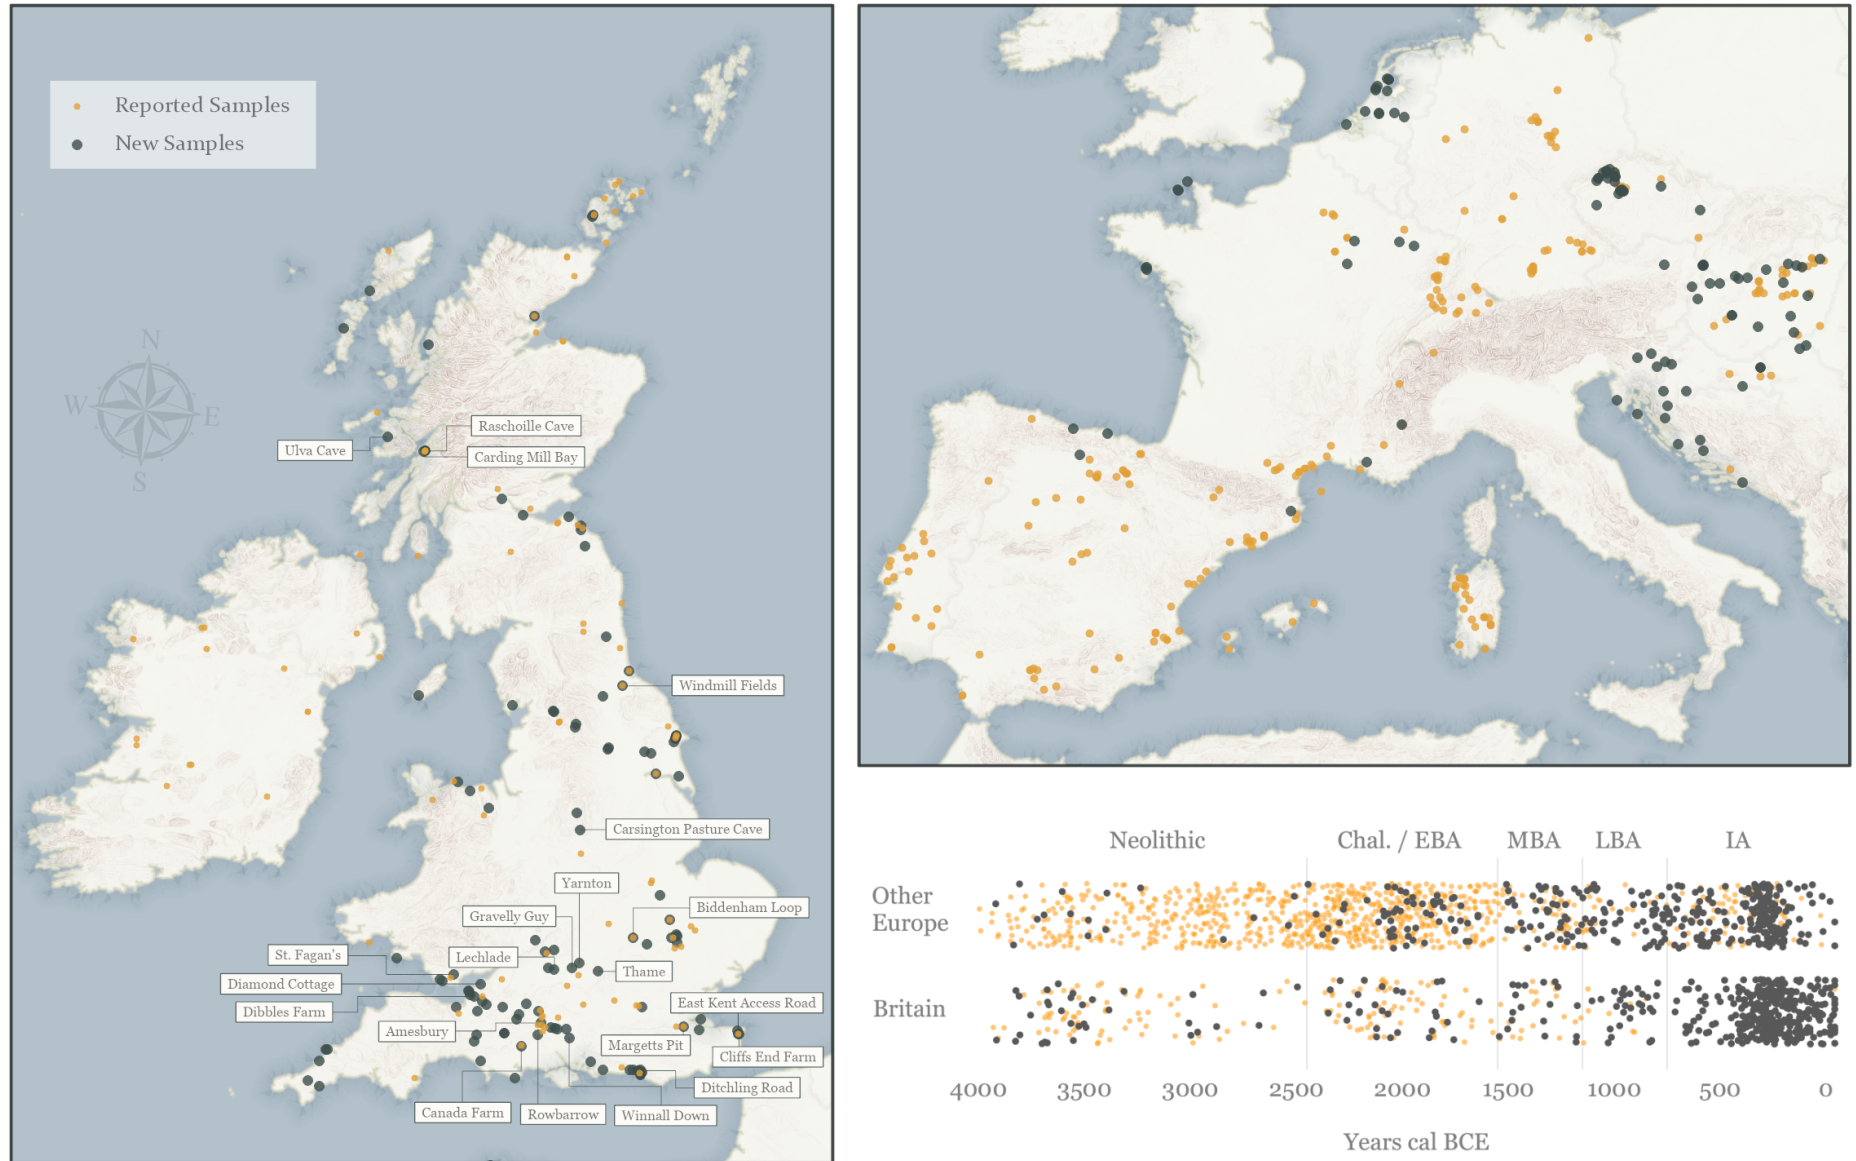 Reported Samples
New Samples
N
W
E
S
Raschoille Cave
Ulva Cave
Carding Mill Bay
Windmill Fields
Carsington Pasture Cave
Yarnton
Biddenham Loop
Gravelly Guy
St. Fagan's
Lechlade
Thame
Diamond Cottage
East Kent Access Road
Dibbles Farm
Amesbury
Margetts Pit
Cliffs End Farm
Ditchling Road
Canada Farm
Rowbarrow
Winnall Down
Neolithic
Chal. / EBA
MBA
LBA
IA
Other
Europe
Britain
4000
3500
3000
2500
2000
1500
1000
500
0
Years cal BCE